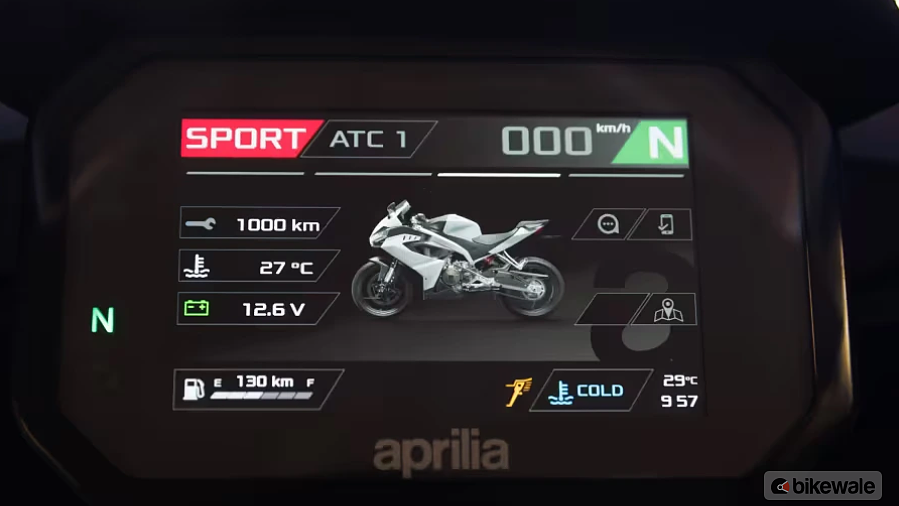 SPORT ATC 1 000 km/h N
1000 km
27 °C
12.6 V
N
E 130 km F
COLD
29°C
9 57
aprilia
bikewale